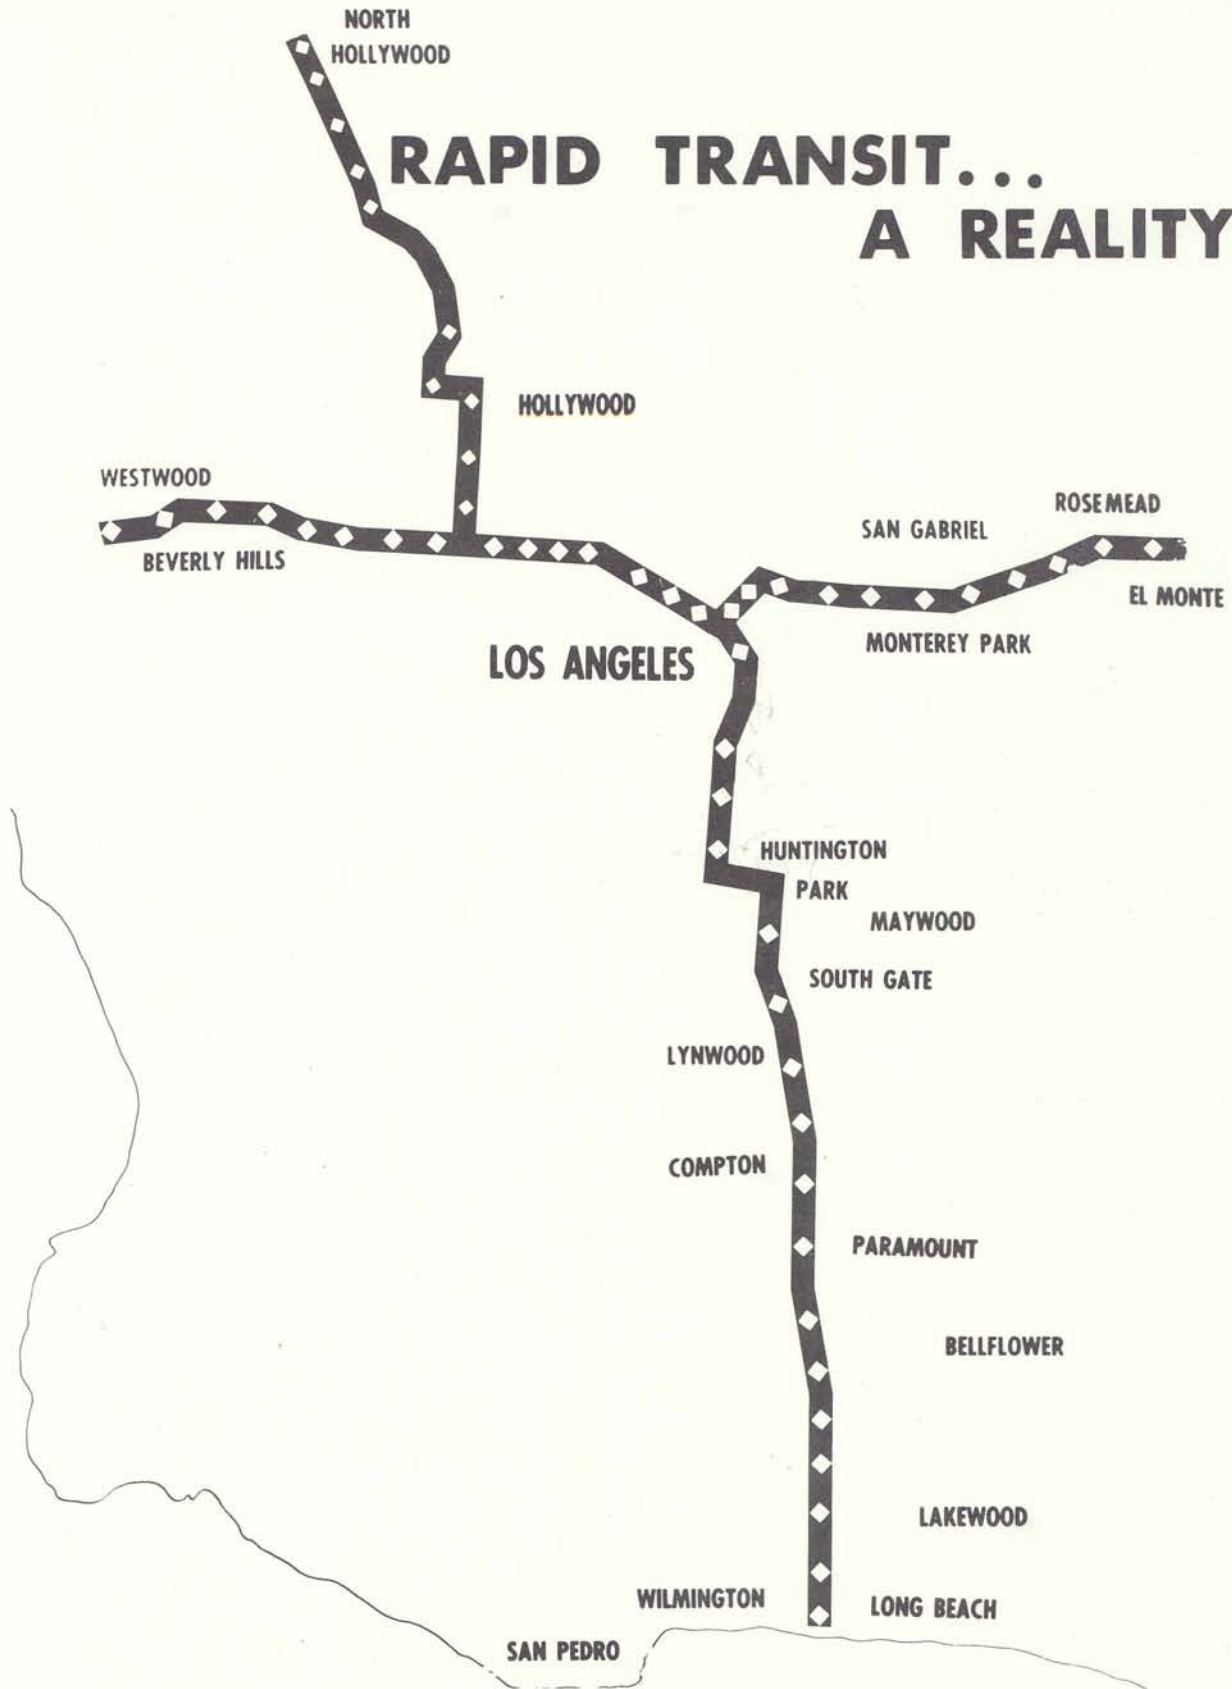 NORTH
HOLLYWOOD
RAPID TRANSIT...
A REALITY
HOLLYWOOD
WESTWOOD
BEVERLY HILLS
ROSEMEAD
SAN GABRIEL
EL MONTE
MONTEREY PARK
LOS ANGELES
HUNTINGTON
PARK
MAYWOOD
SOUTH GATE
LYNWOOD
COMPTON
PARAMOUNT
BELLFLOWER
LAKEWOOD
WILMINGTON
LONG BEACH
SAN PEDRO